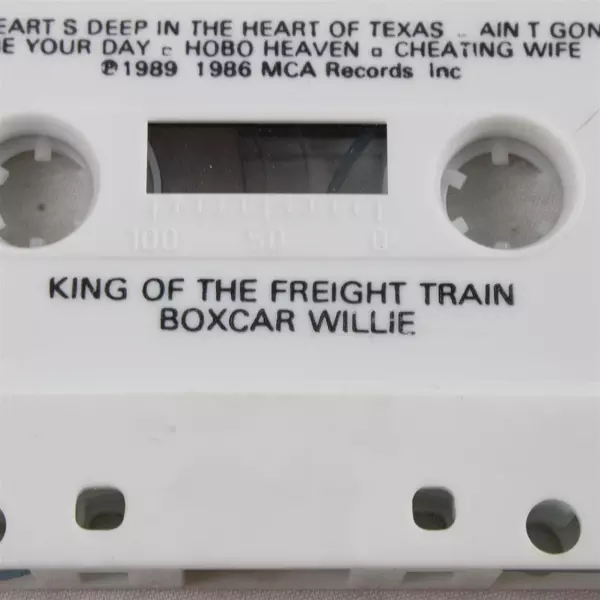 EART S DEEP IN THE HEART OF TEXAS AIN T GON
E YOUR DAY HOBO HEAVEN CHEATING WIFE
℗1989 1986 MCA Records Inc
100 50 0
KING OF THE FREIGHT TRAIN
BOXCAR WILLIE